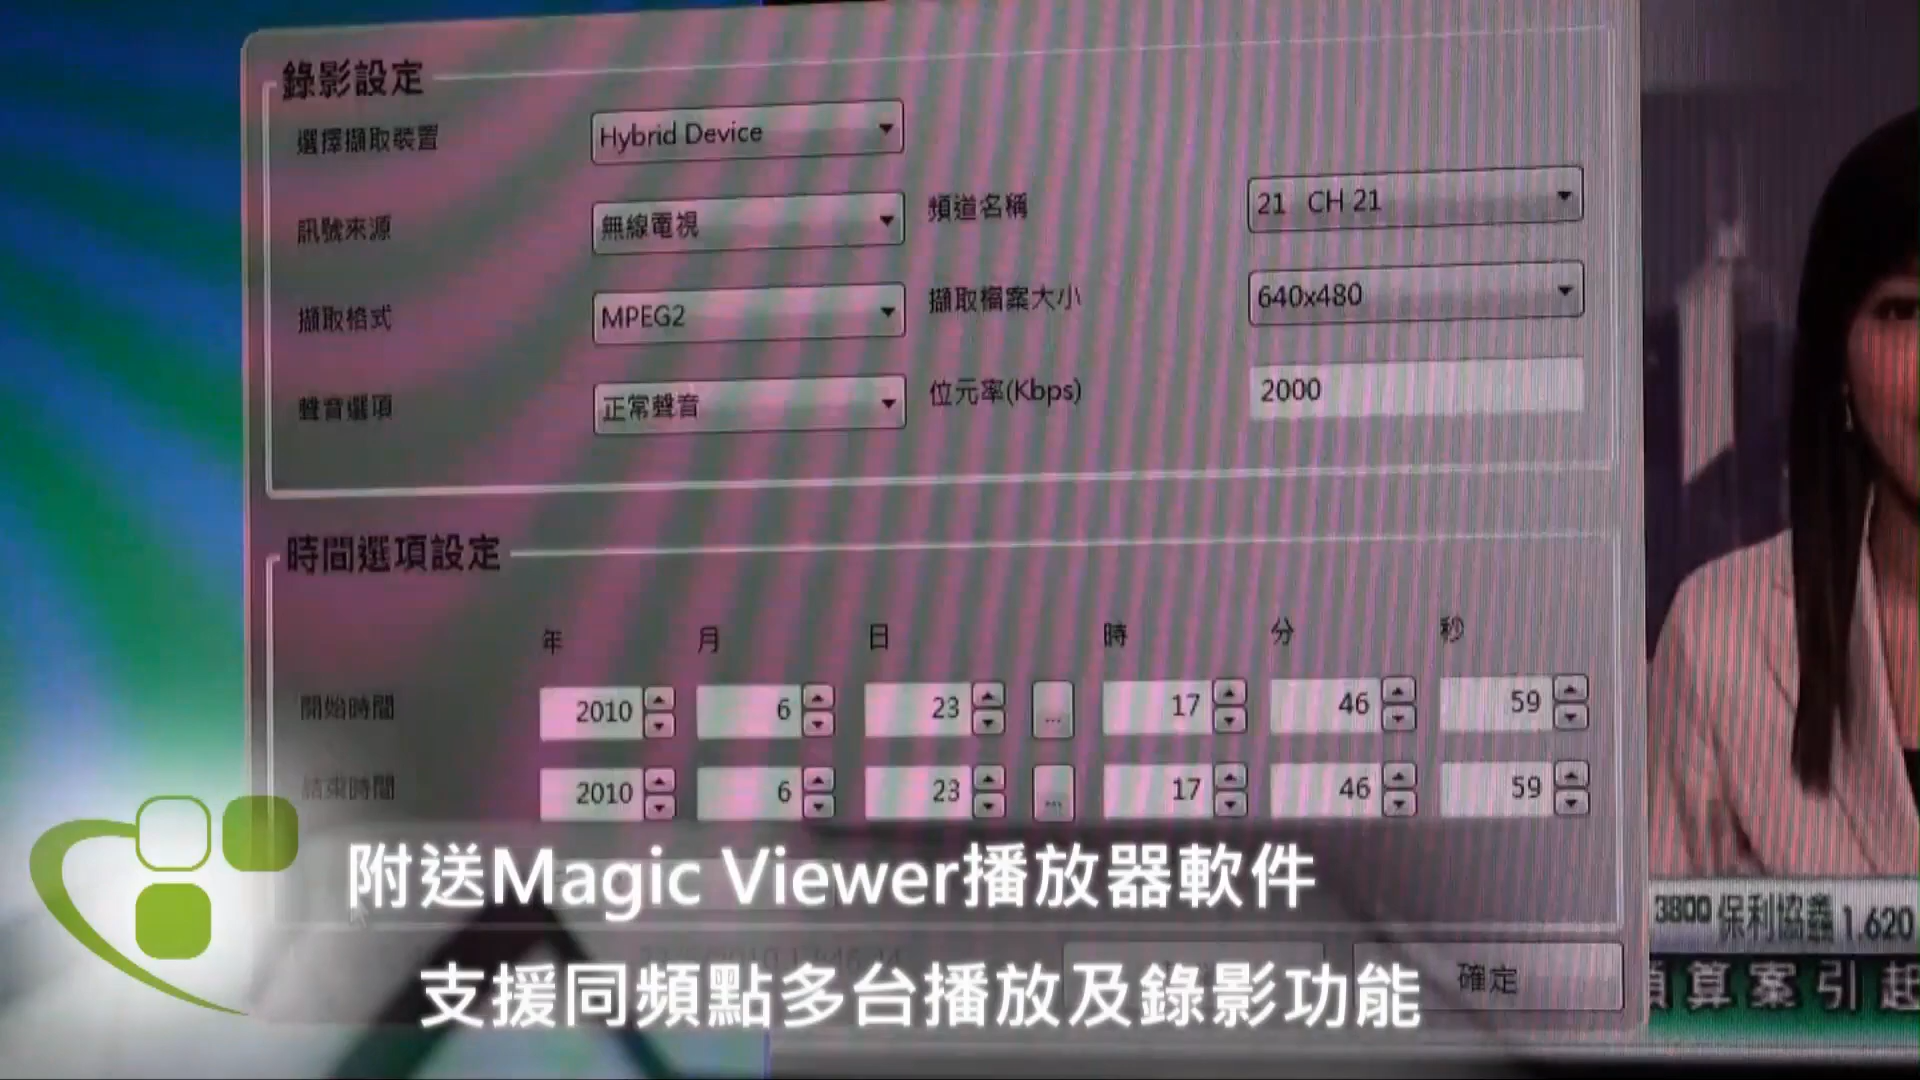 錄影設定
選擇擷取裝置 Hybrid Device
訊號來源 無線電視 頻道名稱 21 CH 21
擷取格式 MPEG2 擷取檔案大小 640x480
聲音選項 正常聲音 位元率(Kbps) 2000
時間選項設定
年 月 日 時 分 秒
開始時間 2010 6 23 ... 17 46 59
結束時間 2010 6 23 ... 17 46 59
附送Magic Viewer播放器軟件
3800 保利協鑫 1.620
支援同頻點多台播放及錄影功能
確定
算案引起